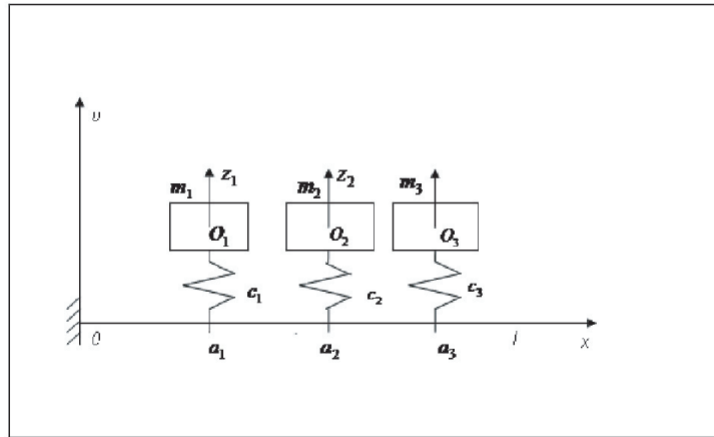 υ
z₁ z₂
m₁ m₂ m₃
O₁ O₂ O₃
c₁ c₂ c₃
0 a₁ a₂ a₃ l x